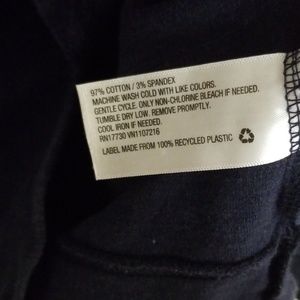 97% COTTON / 3% SPANDEX
MACHINE WASH COLD WITH LIKE COLORS.
GENTLE CYCLE. ONLY NON-CHLORINE BLEACH IF NEEDED.
TUMBLE DRY LOW. REMOVE PROMPTLY.
COOL IRON IF NEEDED.
RN17730 VN1107216
LABEL MADE FROM 100% RECYCLED PLASTIC